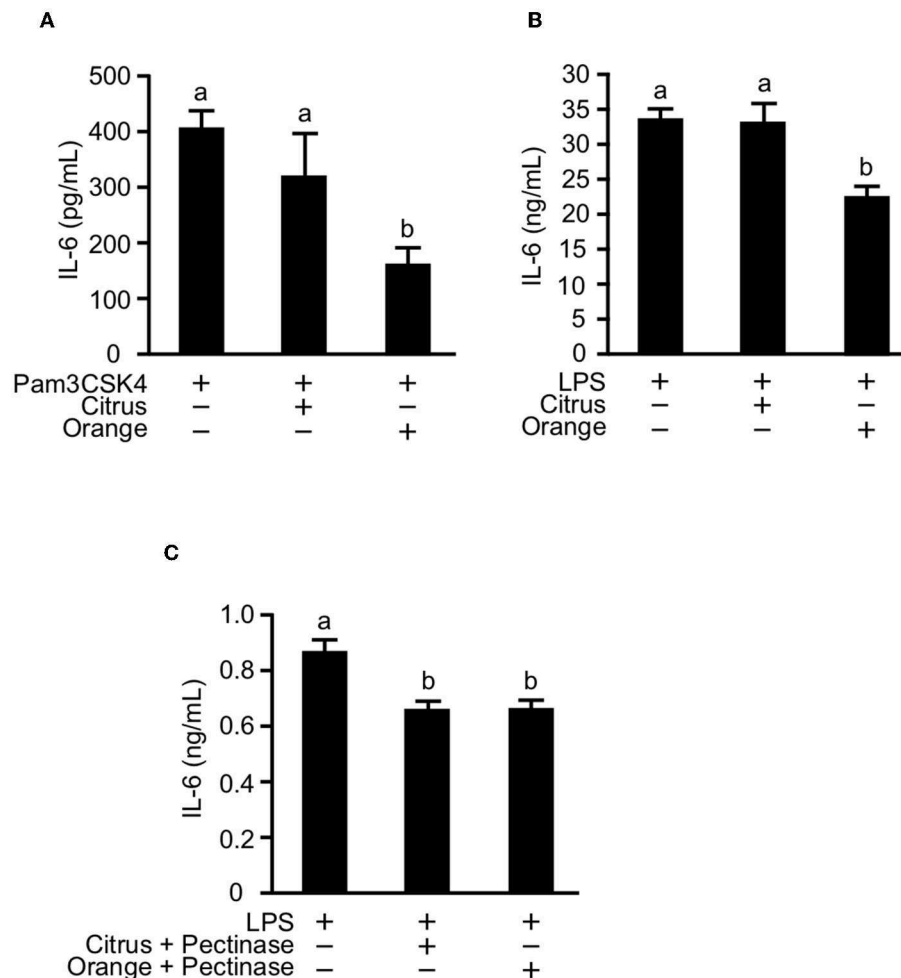 A
IL-6 (pg/mL)
500
400
300
200
100
0
a
a
b
Pam3CSK4 + + +
Citrus – + –
Orange – – +
B
IL-6 (ng/mL)
30
35
30
25
20
15
10
5
0
a
a
b
LPS + + +
Citrus – + –
Orange – – +
C
IL-6 (ng/mL)
1.0
0.8
0.6
0.4
0.2
0
a
b
b
LPS + + +
Citrus + Pectinase – + –
Orange + Pectinase – – +